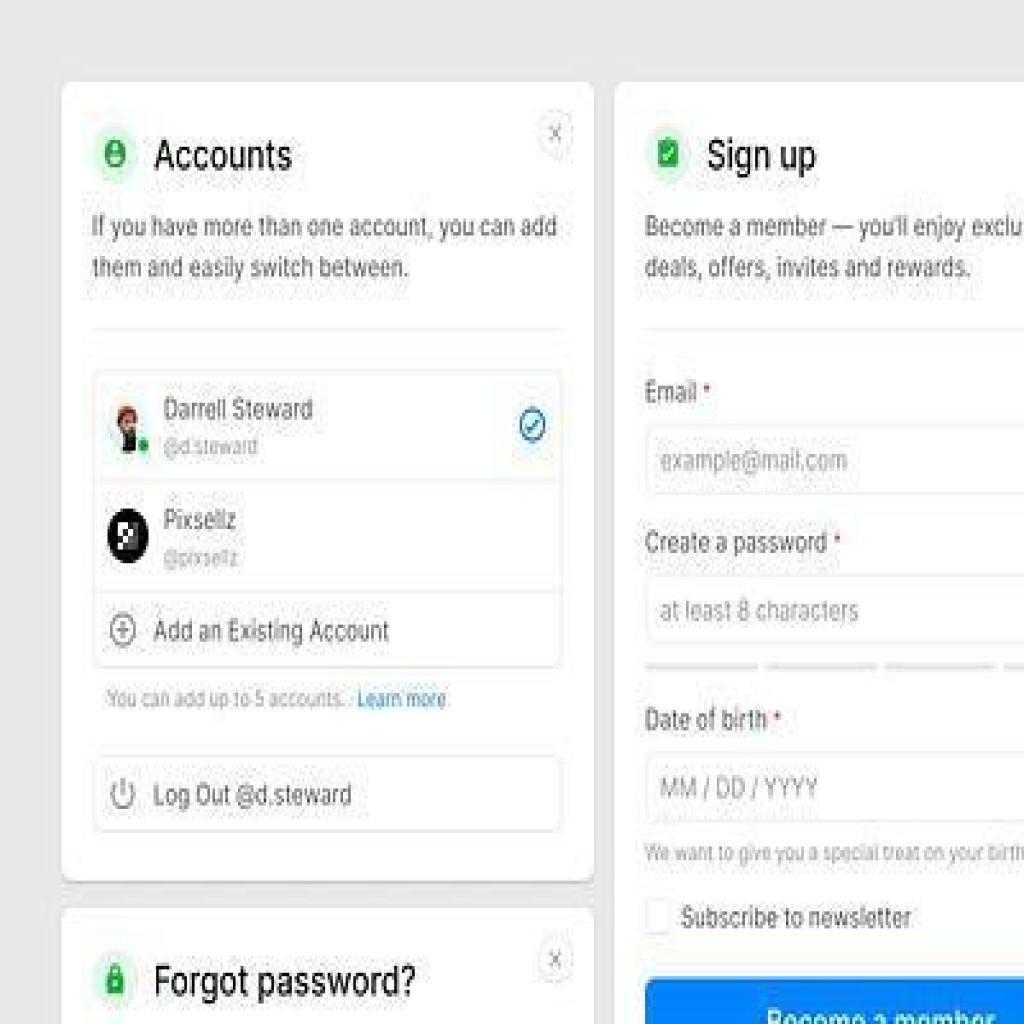 Accounts
If you have more than one account, you can add
them and easily switch between.
Darrell Steward
@d.steward
Pixsellz
@pixsellz
Add an Existing Account
You can add up to 5 accounts. Learn more
Log Out @d.steward
Forgot password?
Sign up
Become a member — you'll enjoy exclu
deals, offers, invites and rewards.
Email *
example@mail.com
Create a password *
at least 8 characters
Date of birth *
MM / DD / YYYY
We want to give you a special treat on your birth
Subscribe to newsletter
Become a member